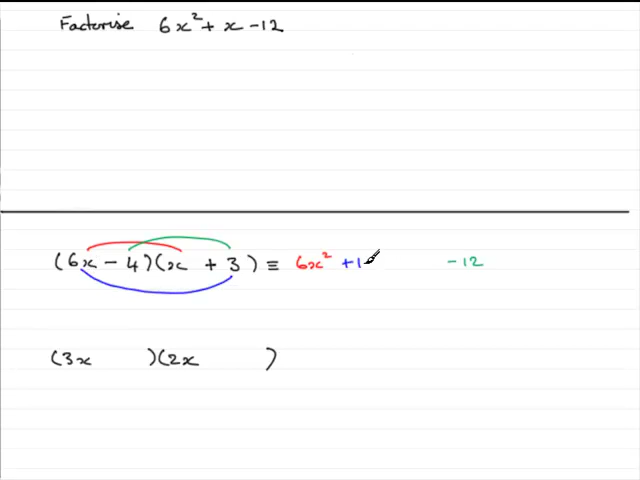 Factorise 6x² + x - 12
(6x - 4)(x + 3) ≡ 6x² + 1 - 12
(3x )(2x )